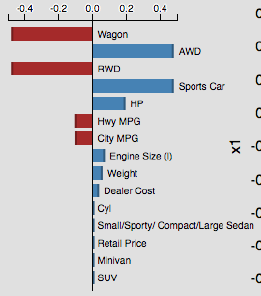 -0.4 -0.2 0.0 0.2 0.4
Wagon
AWD
RWD
Sports Car
HP
Hwy MPG
City MPG
Engine Size (l)
Weight
Dealer Cost
Cyl
Small/Sporty/ Compact/Large Sedan
Retail Price
Minivan
SUV
x1